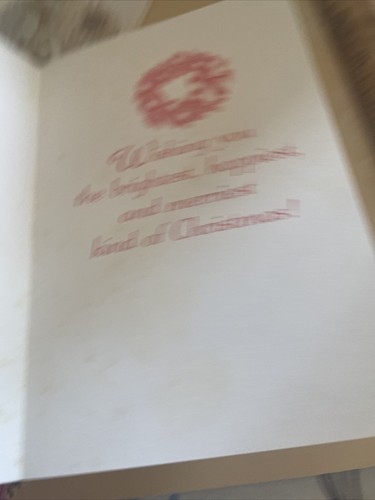 Wishing you
the brightest, happiest,
and merriest
kind of Christmas!